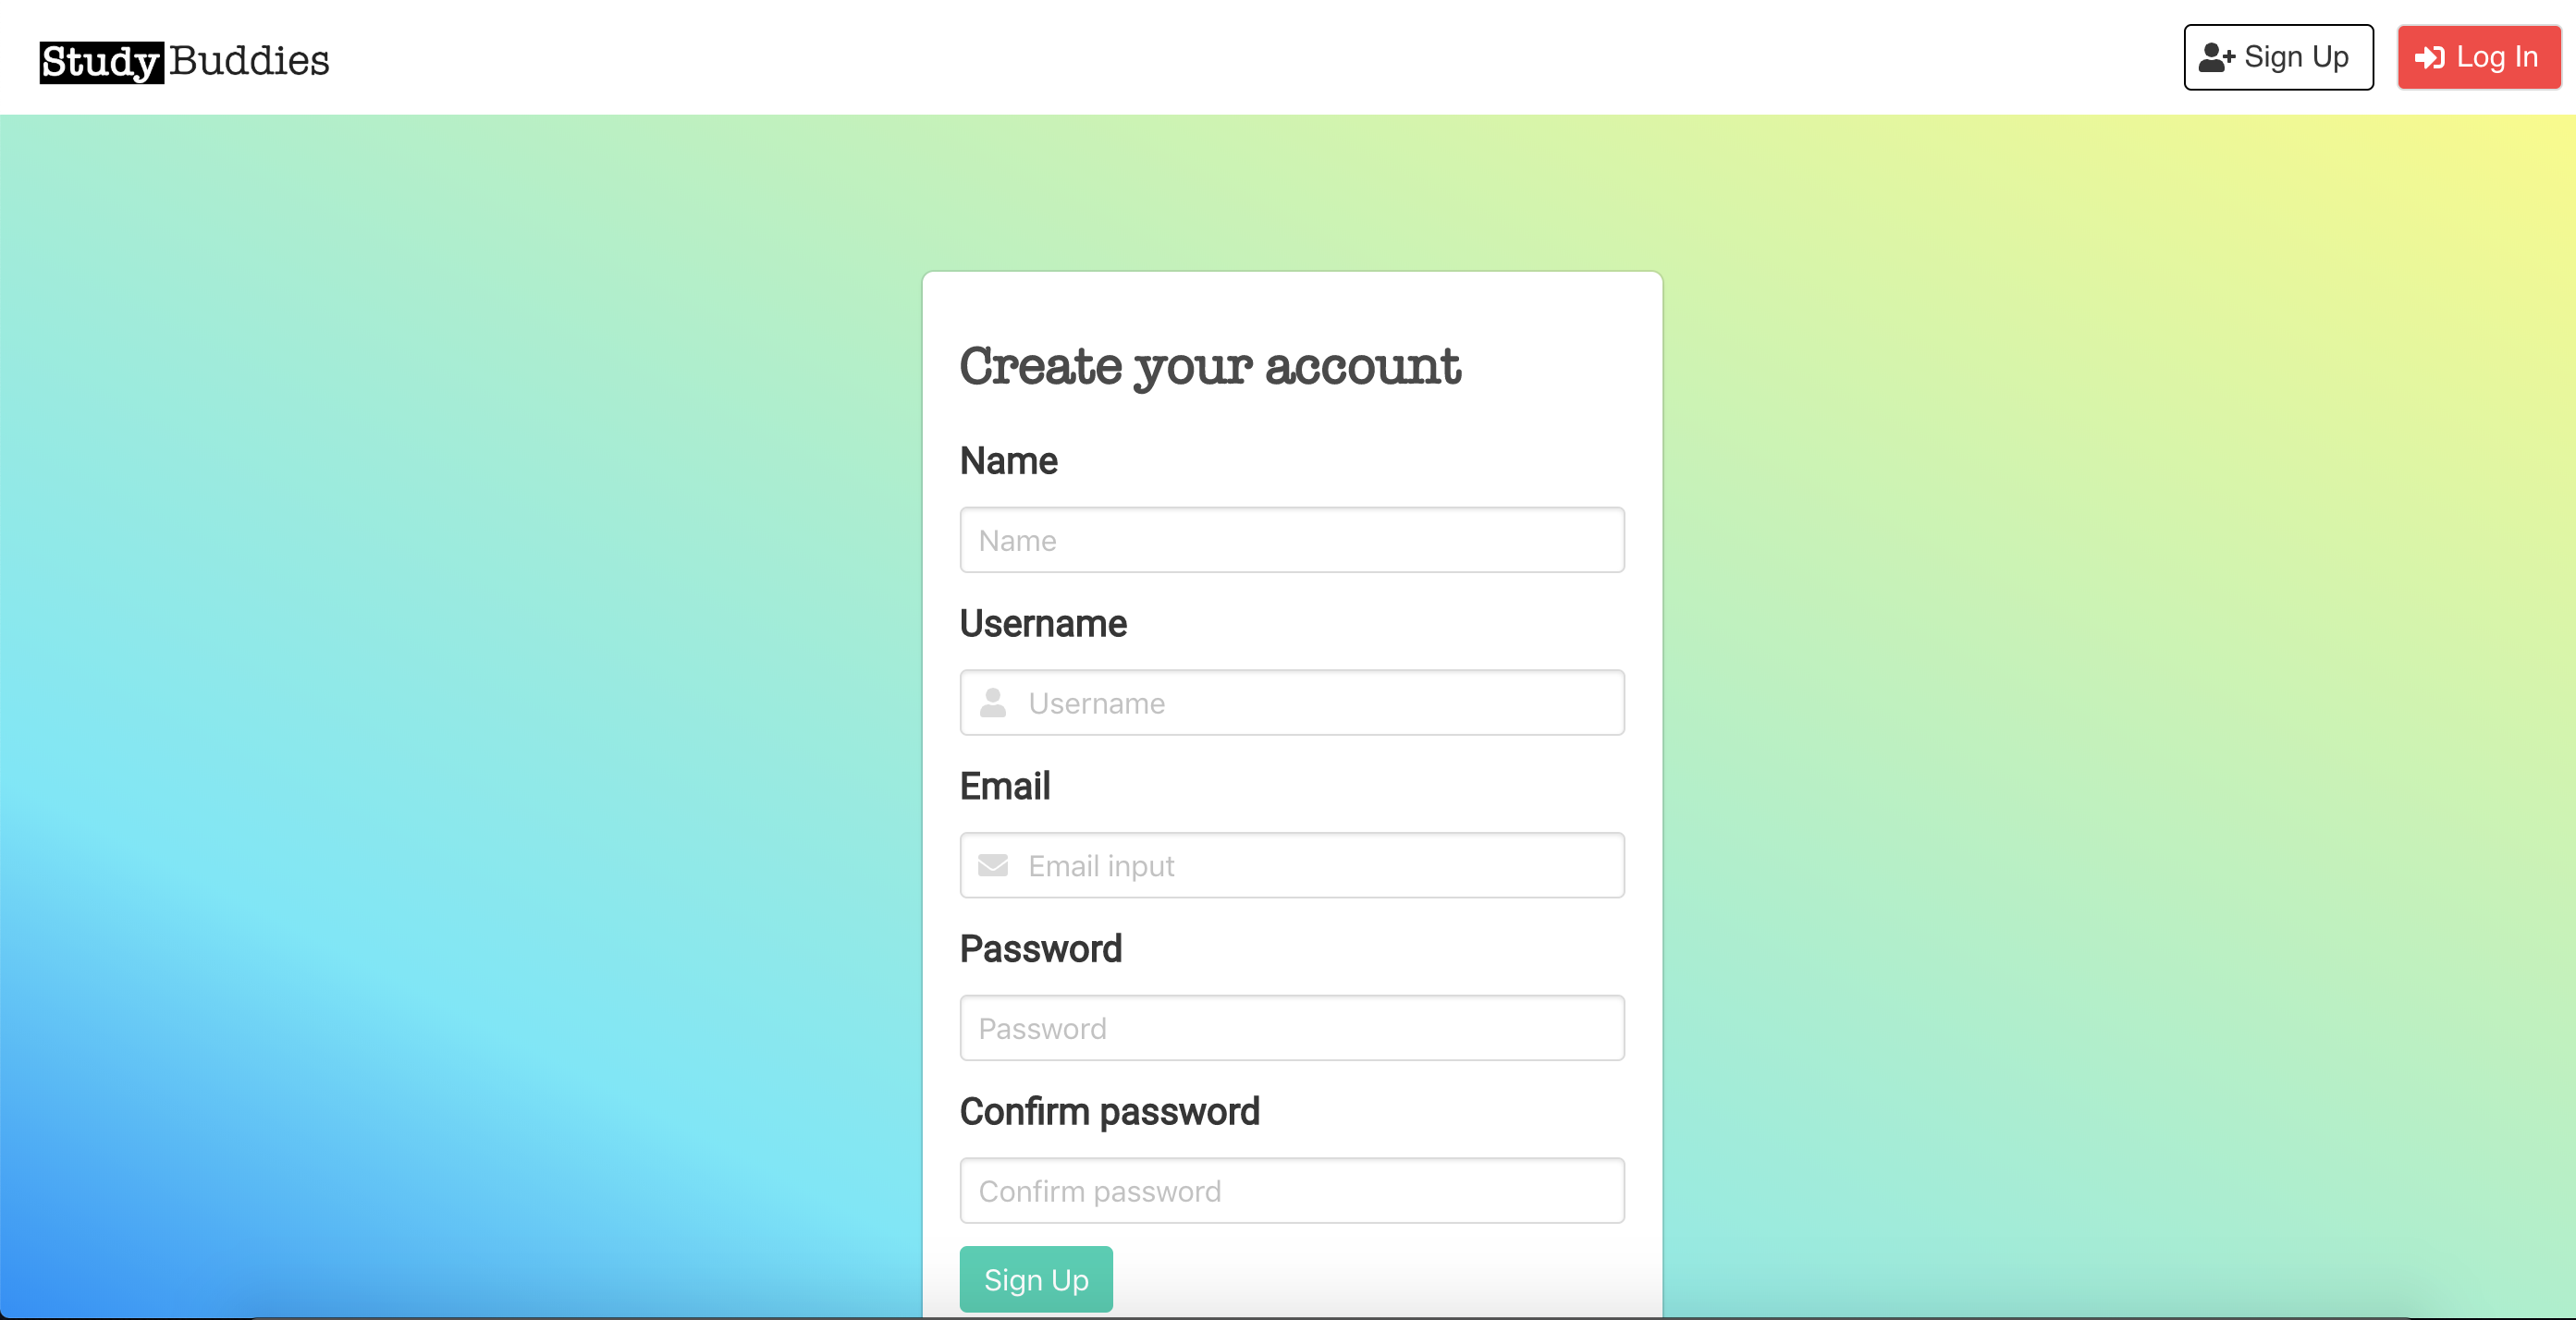 Study Buddies
Sign Up
Log In
Create your account
Name
Name
Username
Username
Email
Email input
Password
Password
Confirm password
Confirm password
Sign Up